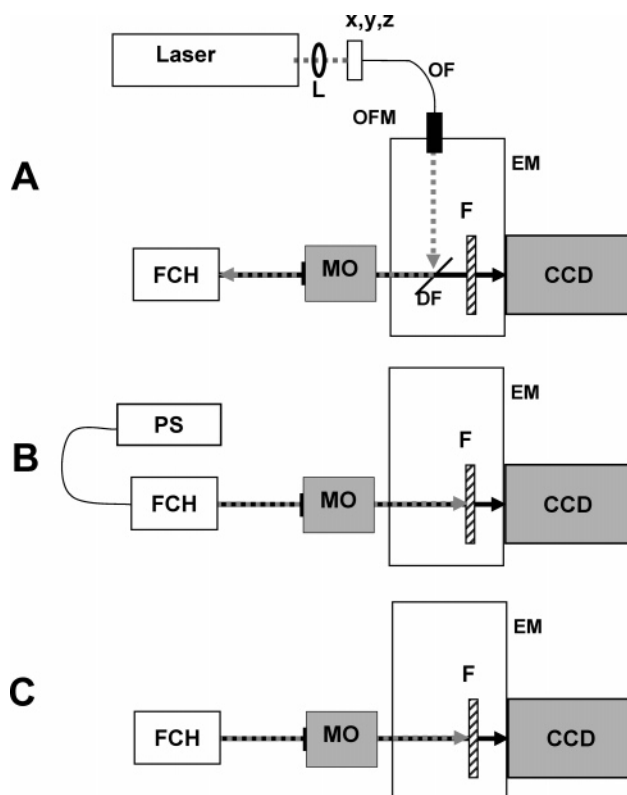 x,y,z
Laser
L
OF
OFM
EM
A
F
FCH
MO
DF
CCD
PS
EM
B
F
FCH
MO
CCD
EM
C
F
FCH
MO
CCD